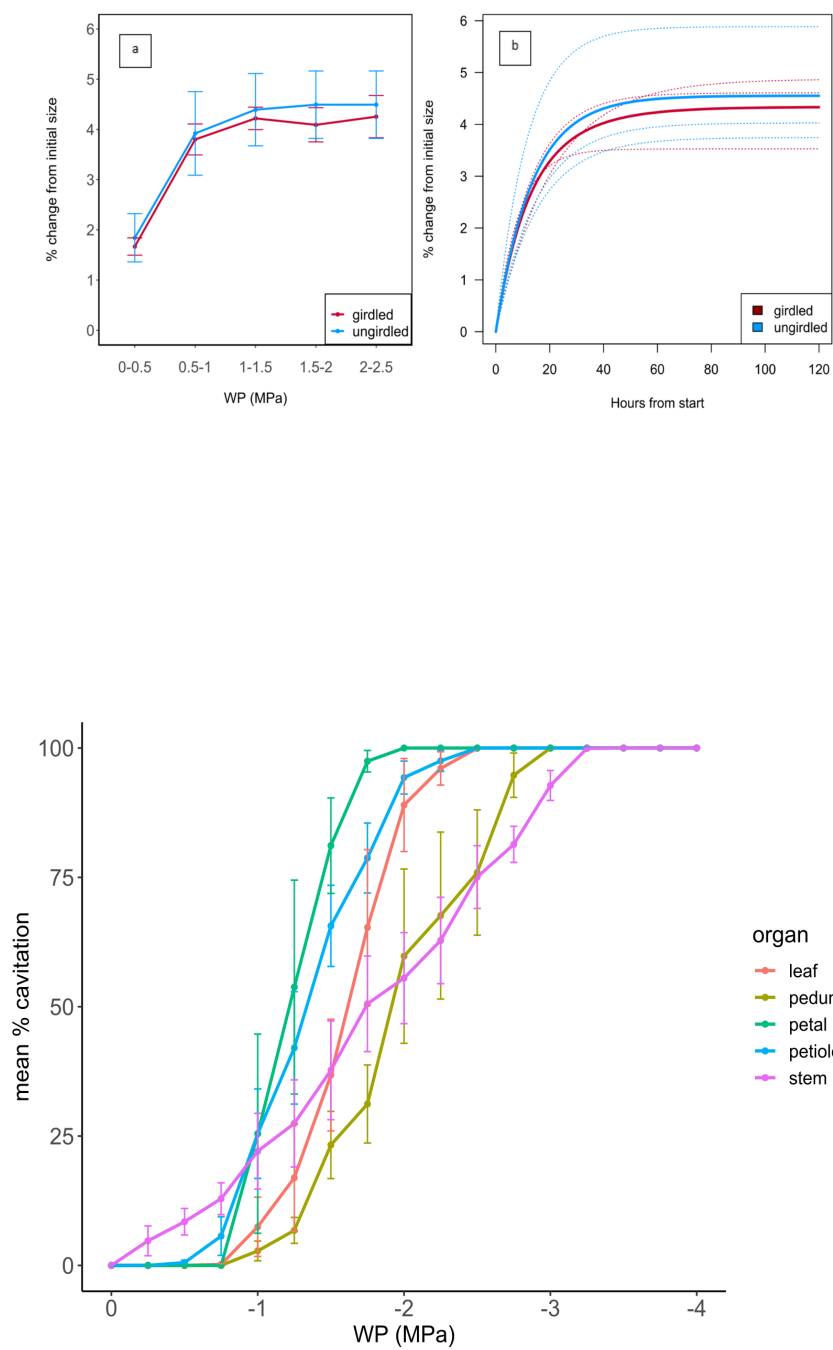 a
% change from initial size
6
5
4
3
2
1
0
girdled
ungirdled
0-0.5
0.5-1
1-1.5
1.5-2
2-2.5
WP (MPa)
b
% change from initial size
6
5
4
3
2
1
0
girdled
ungirdled
0
20
40
60
80
100
120
Hours from start
mean % cavitation
100
75
50
25
0
0
-1
-2
-3
-4
WP (MPa)
organ
leaf
pedun
petal
petiole
stem